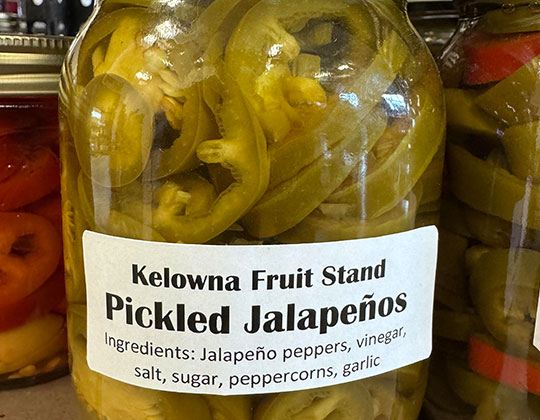 Kelowna Fruit Stand
Pickled Jalapeños
Ingredients: Jalapeño peppers, vinegar,
salt, sugar, peppercorns, garlic